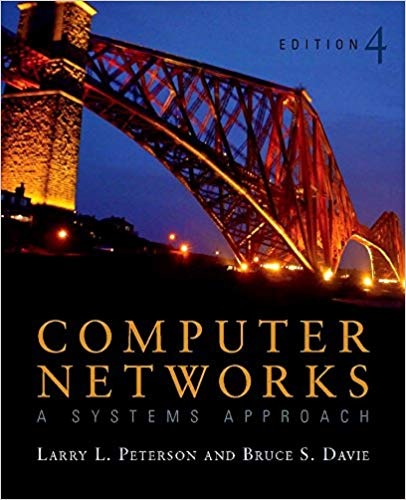 EDITION 4
COMPUTER
NETWORKS
A SYSTEMS APPROACH
LARRY L. PETERSON AND BRUCE S. DAVIE